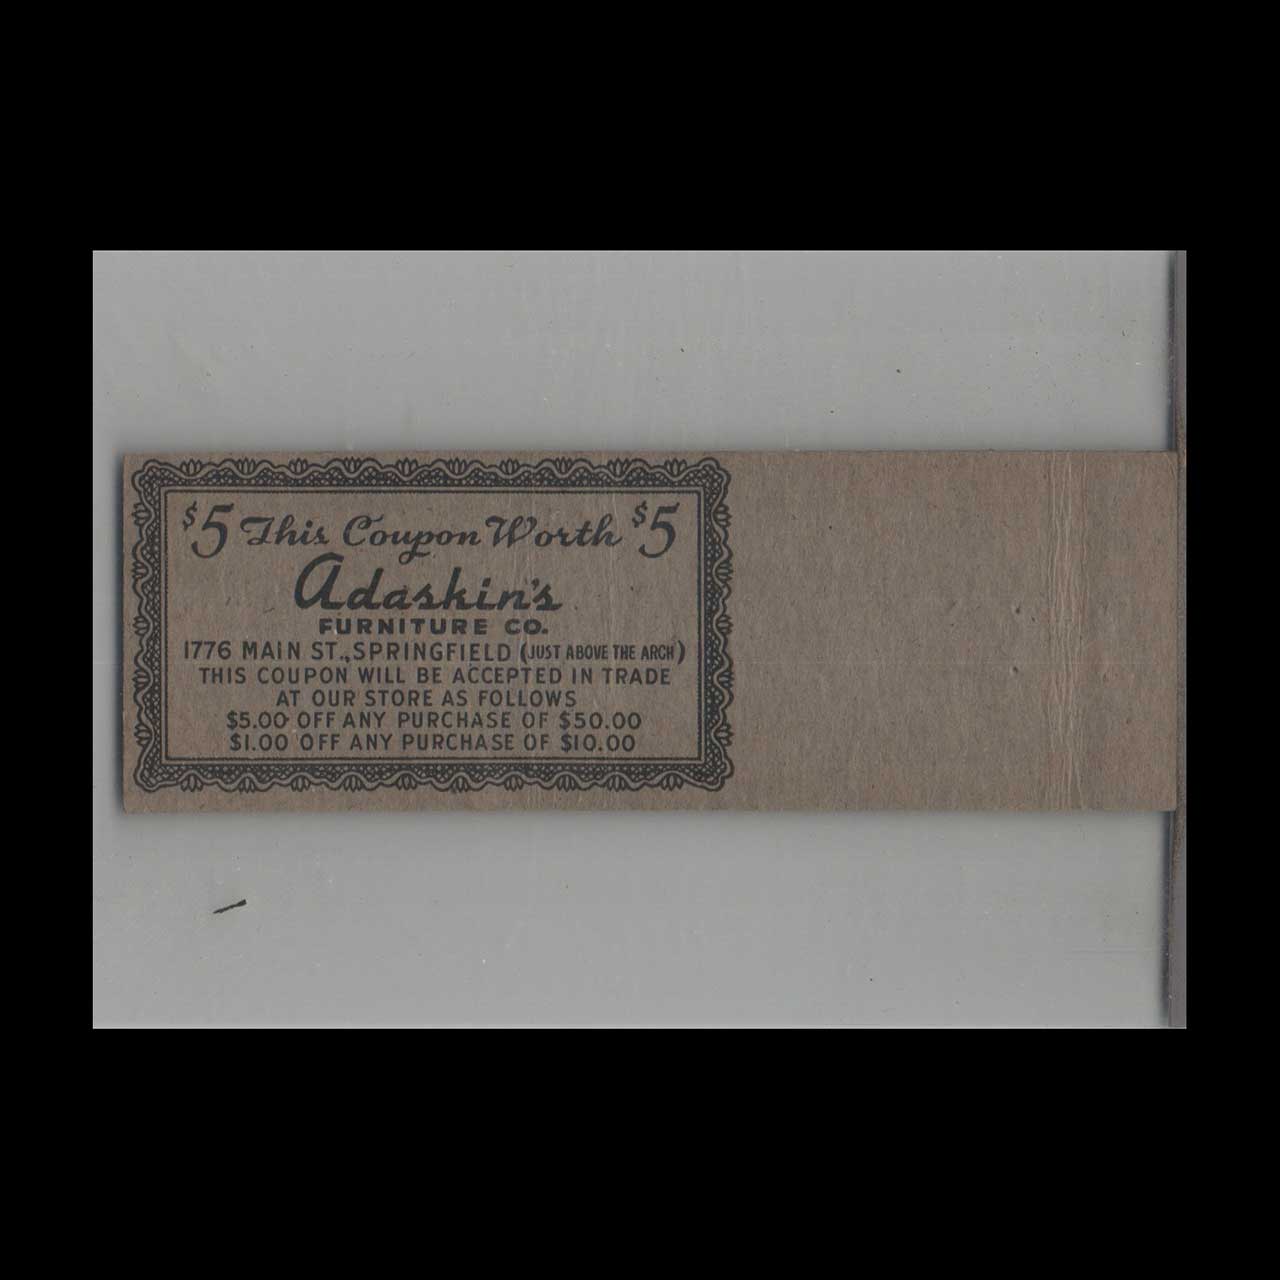 $5 This Coupon Worth $5
Adaskin's
FURNITURE CO.
1776 MAIN ST., SPRINGFIELD (JUST ABOVE THE ARCH)
THIS COUPON WILL BE ACCEPTED IN TRADE
AT OUR STORE AS FOLLOWS
$5.00 OFF ANY PURCHASE OF $50.00
$1.00 OFF ANY PURCHASE OF $10.00